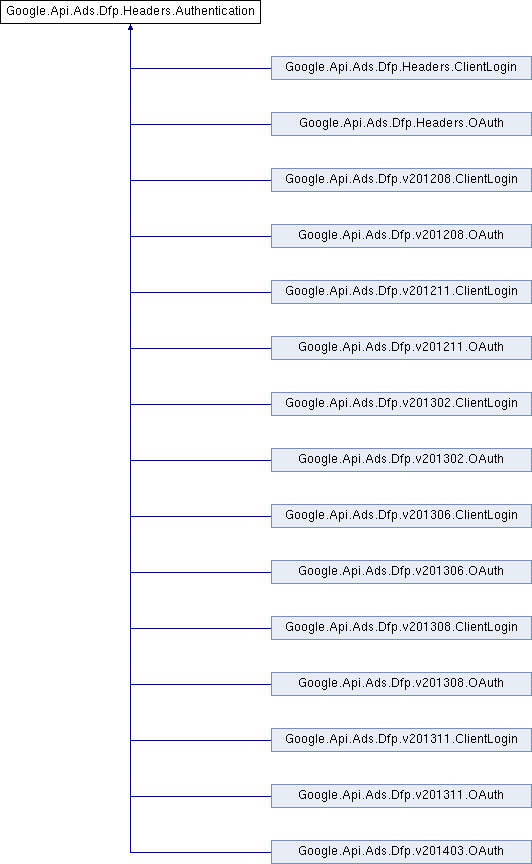 Google.Api.Ads.Dfp.Headers.Authentication
Google.Api.Ads.Dfp.Headers.ClientLogin
Google.Api.Ads.Dfp.Headers.OAuth
Google.Api.Ads.Dfp.v201208.ClientLogin
Google.Api.Ads.Dfp.v201208.OAuth
Google.Api.Ads.Dfp.v201211.ClientLogin
Google.Api.Ads.Dfp.v201211.OAuth
Google.Api.Ads.Dfp.v201302.ClientLogin
Google.Api.Ads.Dfp.v201302.OAuth
Google.Api.Ads.Dfp.v201306.ClientLogin
Google.Api.Ads.Dfp.v201306.OAuth
Google.Api.Ads.Dfp.v201308.ClientLogin
Google.Api.Ads.Dfp.v201308.OAuth
Google.Api.Ads.Dfp.v201311.ClientLogin
Google.Api.Ads.Dfp.v201311.OAuth
Google.Api.Ads.Dfp.v201403.OAuth